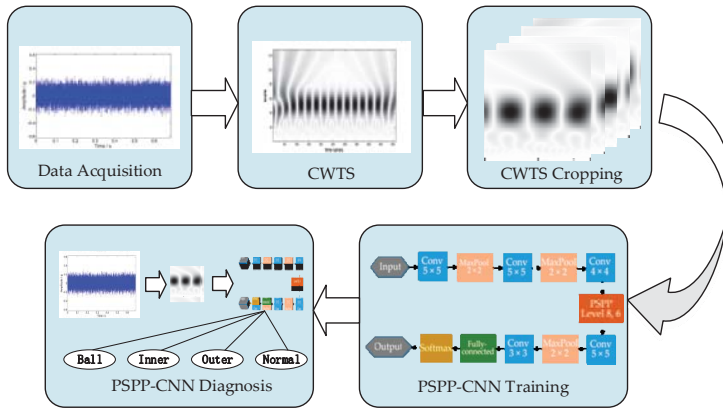 Data Acquisition
CWTS
CWTS Cropping
Time / s
Input
Conv
5×5
MaxPool
2×2
Conv
5×5
MaxPool
2×2
Conv
4×4
PSPP
Level 8, 6
Output
Softmax
Fully-
connected
Conv
3×3
MaxPool
2×2
Conv
5×5
Ball
Inner
Outer
Normal
PSPP-CNN Diagnosis
PSPP-CNN Training